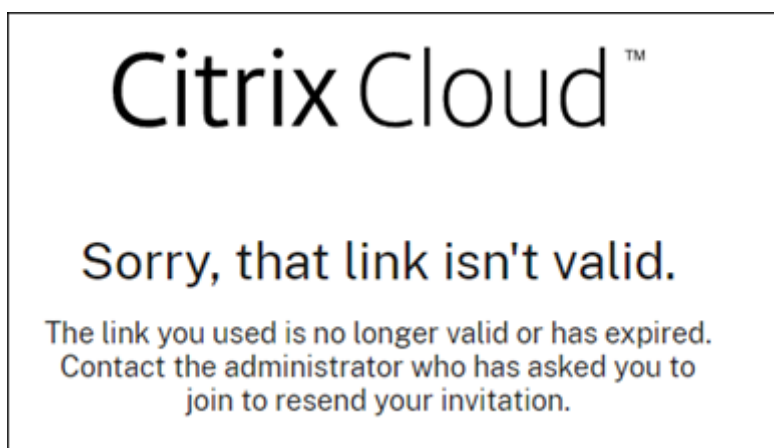 Citrix Cloud™
Sorry, that link isn't valid.
The link you used is no longer valid or has expired.
Contact the administrator who has asked you to
join to resend your invitation.